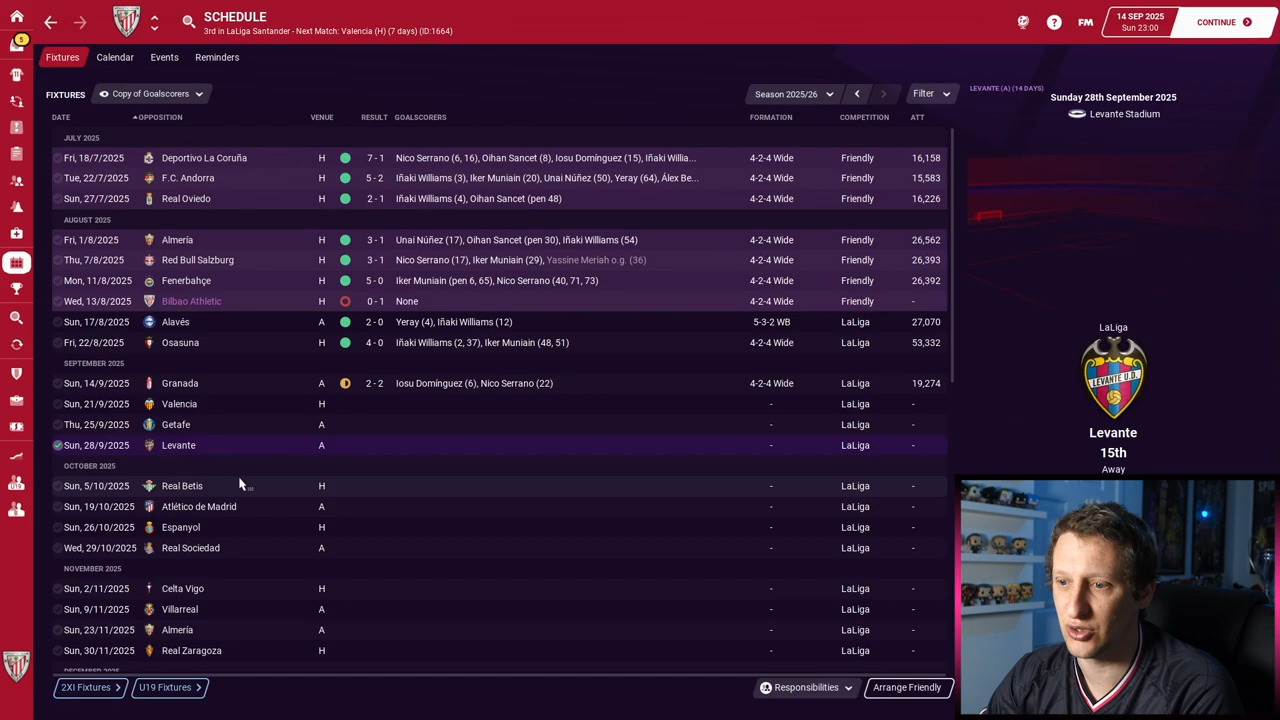 SCHEDULE
3rd in LaLiga Santander - Next Match: Valencia (H) (7 days) (ID:1664)
FM
14 SEP 2025
Sun 23:00
CONTINUE
5
Fixtures Calendar Events Reminders
FIXTURES Copy of Goalscorers Season 2025/26 Filter
DATE OPPOSITION VENUE RESULT GOALSCORERS FORMATION COMPETITION ATT
JULY 2025
Fri, 18/7/2025 Deportivo La Coruña H 7 - 1 Nico Serrano (6, 16), Oihan Sancet (8), Iosu Domínguez (15), Iñaki Willia... 4-2-4 Wide Friendly 16,158
Tue, 22/7/2025 F.C. Andorra H 5 - 2 Iñaki Williams (3), Iker Muniain (20), Unai Núñez (50), Yeray (64), Álex Be... 4-2-4 Wide Friendly 15,583
Sun, 27/7/2025 Real Oviedo H 2 - 1 Iñaki Williams (4), Oihan Sancet (pen 48) 4-2-4 Wide Friendly 16,226
AUGUST 2025
Fri, 1/8/2025 Almería H 3 - 1 Unai Núñez (17), Oihan Sancet (pen 30), Iñaki Williams (54) 4-2-4 Wide Friendly 26,562
Thu, 7/8/2025 Red Bull Salzburg H 3 - 1 Nico Serrano (17), Iker Muniain (29), Yassine Meriah o.g. (36) 4-2-4 Wide Friendly 26,393
Mon, 11/8/2025 Fenerbahçe H 5 - 0 Iker Muniain (pen 6, 65), Nico Serrano (40, 71, 73) 4-2-4 Wide Friendly 26,392
Wed, 13/8/2025 Bilbao Athletic H 0 - 1 None 4-2-4 Wide Friendly -
Sun, 17/8/2025 Alavés A 2 - 0 Yeray (4), Iñaki Williams (12) 5-3-2 WB LaLiga 27,070
Fri, 22/8/2025 Osasuna H 4 - 0 Iñaki Williams (2, 37), Iker Muniain (48, 51) 4-2-4 Wide LaLiga 53,332
SEPTEMBER 2025
Sun, 14/9/2025 Granada A 2 - 2 Iosu Domínguez (6), Nico Serrano (22) 4-2-4 Wide LaLiga 19,274
Sun, 21/9/2025 Valencia H - LaLiga -
Thu, 25/9/2025 Getafe A - LaLiga -
Sun, 28/9/2025 Levante A - LaLiga -
OCTOBER 2025
Sun, 5/10/2025 Real Betis H - LaLiga -
Sun, 19/10/2025 Atlético de Madrid A - LaLiga -
Sun, 26/10/2025 Espanyol H - LaLiga -
Wed, 29/10/2025 Real Sociedad A - LaLiga -
NOVEMBER 2025
Sun, 2/11/2025 Celta Vigo H - LaLiga -
Sun, 9/11/2025 Villarreal A - LaLiga -
Sun, 23/11/2025 Almería A - LaLiga -
Sun, 30/11/2025 Real Zaragoza H - LaLiga -
DECEMBER 2025
2XI Fixtures U19 Fixtures Responsibilities Arrange Friendly
LEVANTE (A) (14 DAYS)
Sunday 28th September 2025
Levante Stadium
LaLiga
LEVANTE U.D.
Levante
15th
Away
U19